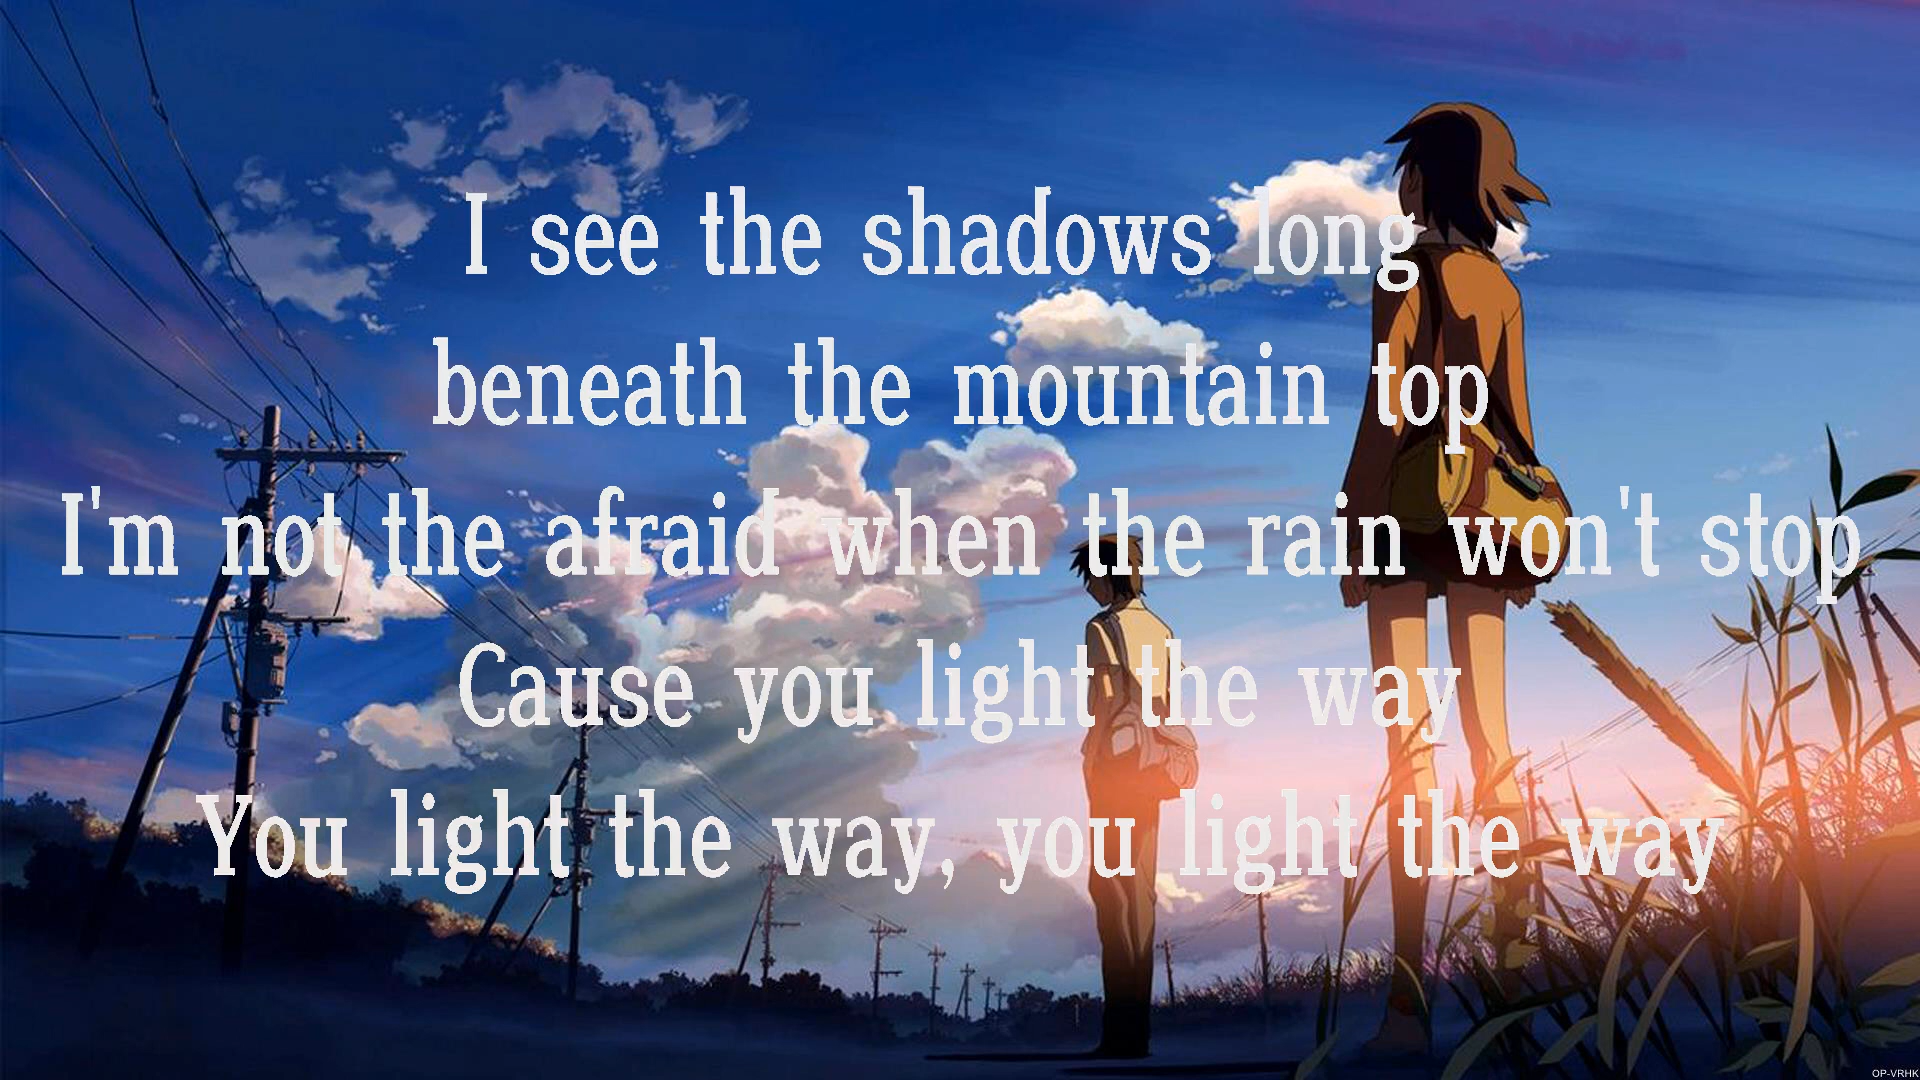 I see the shadows long
beneath the mountain top
I'm not the afraid when the rain won't stop
Cause you light the way
You light the way, you light the way
OP-VRHK